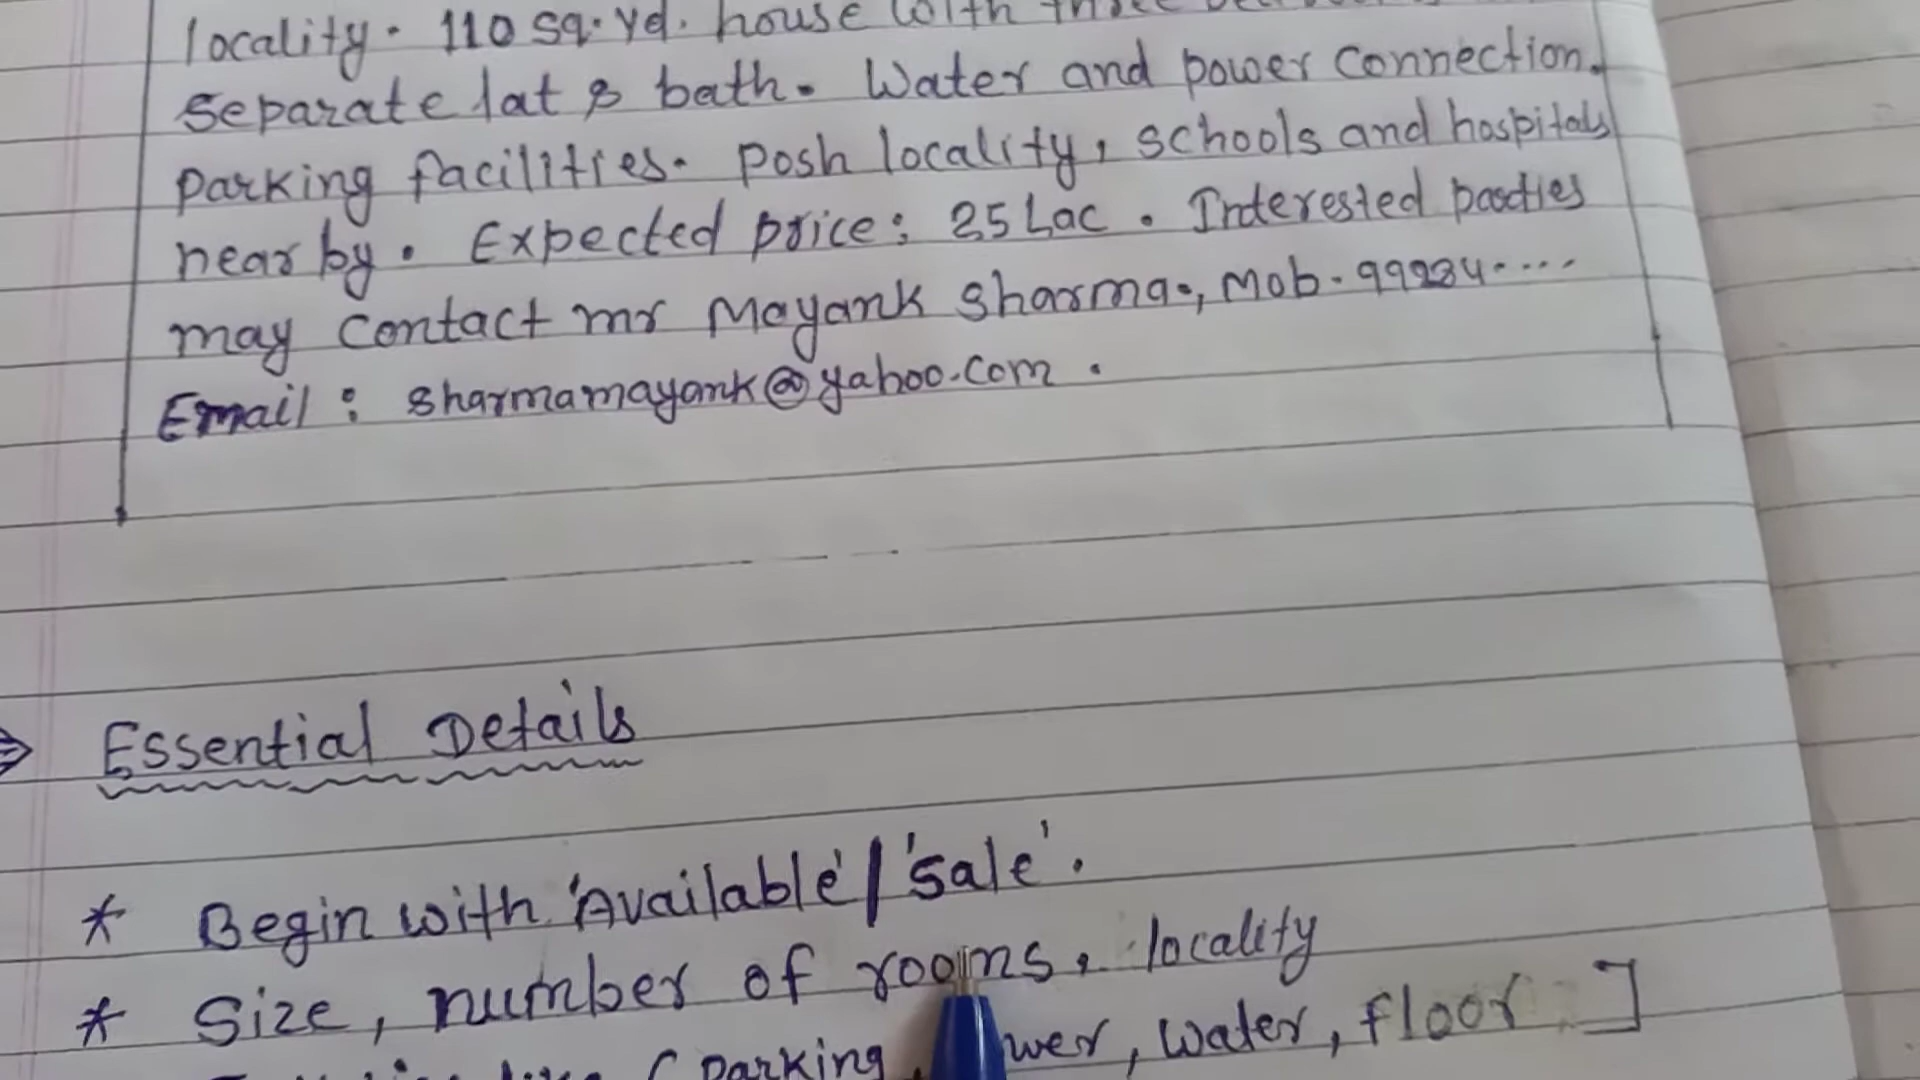 locality. 110 sq. yd. house with three
separate lat & bath. Water and power connection.
parking facilities. Posh locality, schools and hospitals
near by. Expected price: 25 Lac. Interested parties
may contact mr Mayank Sharma, Mob. 99234....
Email: sharmamayank@yahoo.com.
Essential Details
* Begin with 'Available' / 'sale'.
* Size, number of rooms, locality
(parking, water, floor]